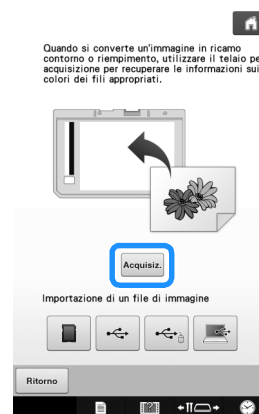 Quando si converte un'immagine in ricamo
contorno o riempimento, utilizzare il telaio pe
acquisizione per recuperare le informazioni sui
colori dei fili appropriati.
Acquisiz.
Importazione di un file di immagine
Ritorno